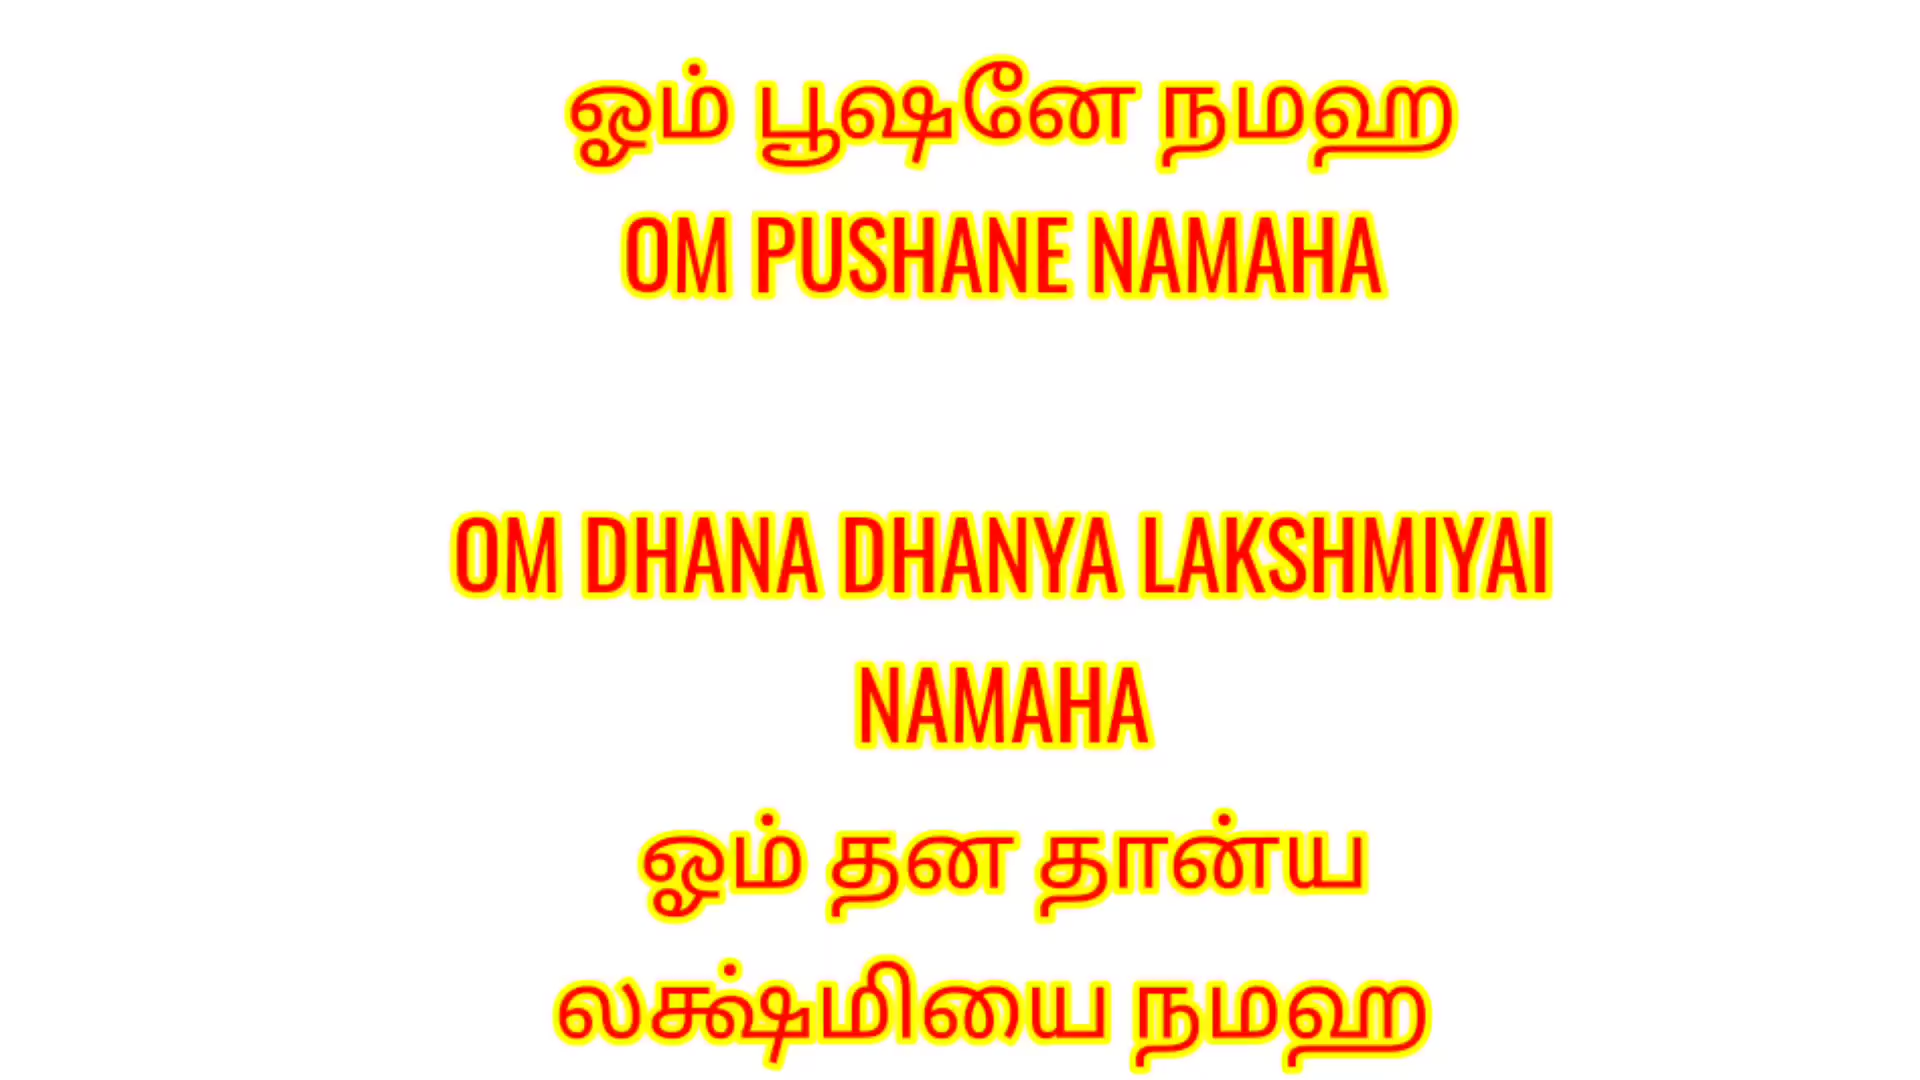 ஓம் பூஷனே நமஹ
OM PUSHANE NAMAHA
OM DHANA DHANYA LAKSHMIYAI
NAMAHA
ஓம் தன தான்ய
லக்ஷ்மியை நமஹ